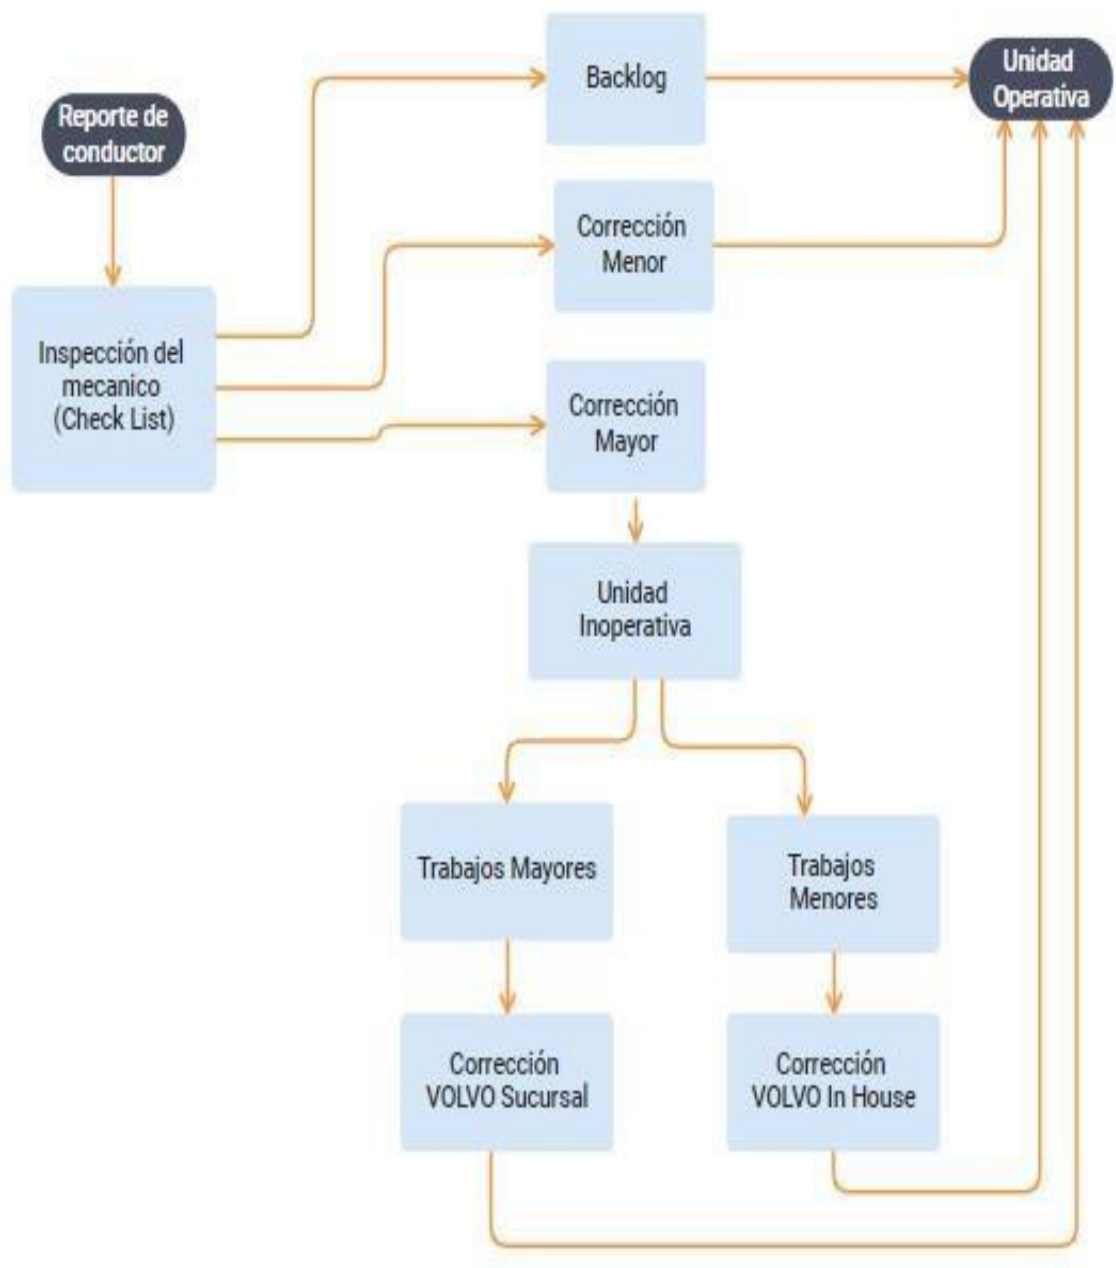 Backlog
Unidad
Operativa
Reporte de
conductor
Corrección
Menor
Inspección del
mecanico
(Check List)
Corrección
Mayor
Unidad
Inoperativa
Trabajos Mayores
Trabajos
Menores
Corrección
VOLVO Sucursal
Corrección
VOLVO In House